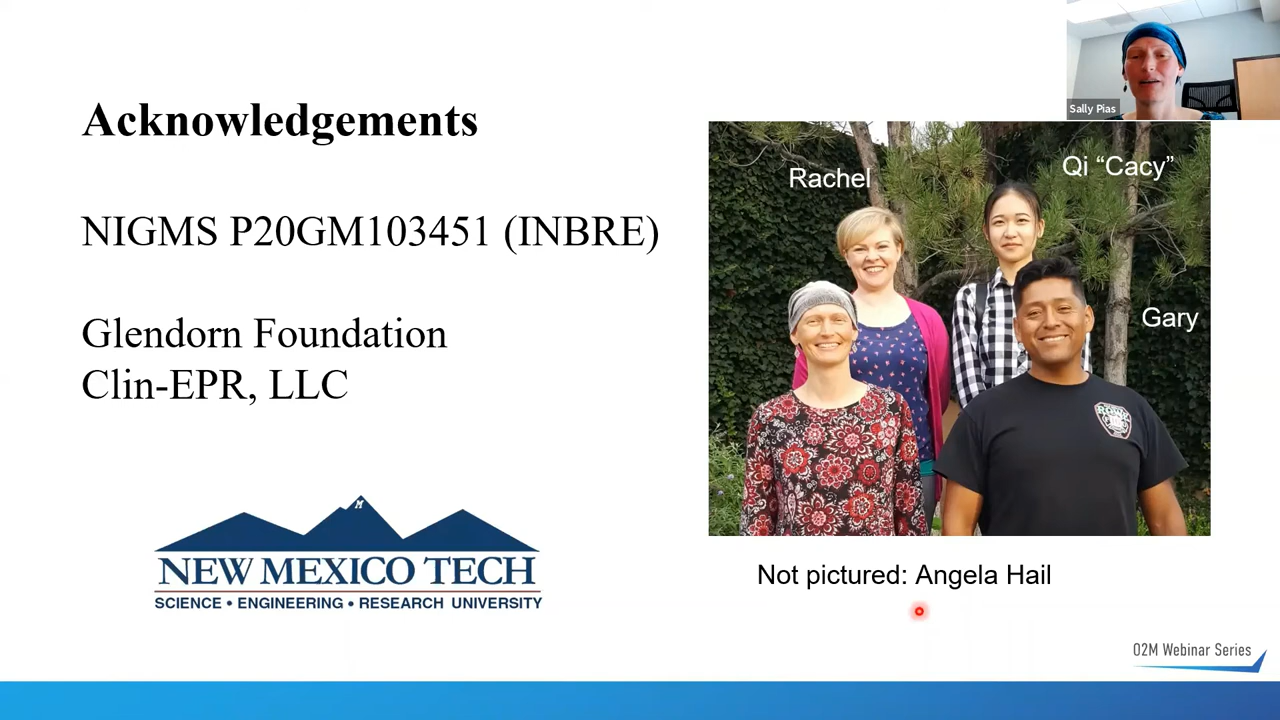 Sally Pias
Acknowledgements
NIGMS P20GM103451 (INBRE)
Glendorn Foundation
Clin-EPR, LLC
Rachel
Qi “Cacy”
Gary
M
NEW MEXICO TECH
SCIENCE • ENGINEERING • RESEARCH UNIVERSITY
Not pictured: Angela Hail
O2M Webinar Series